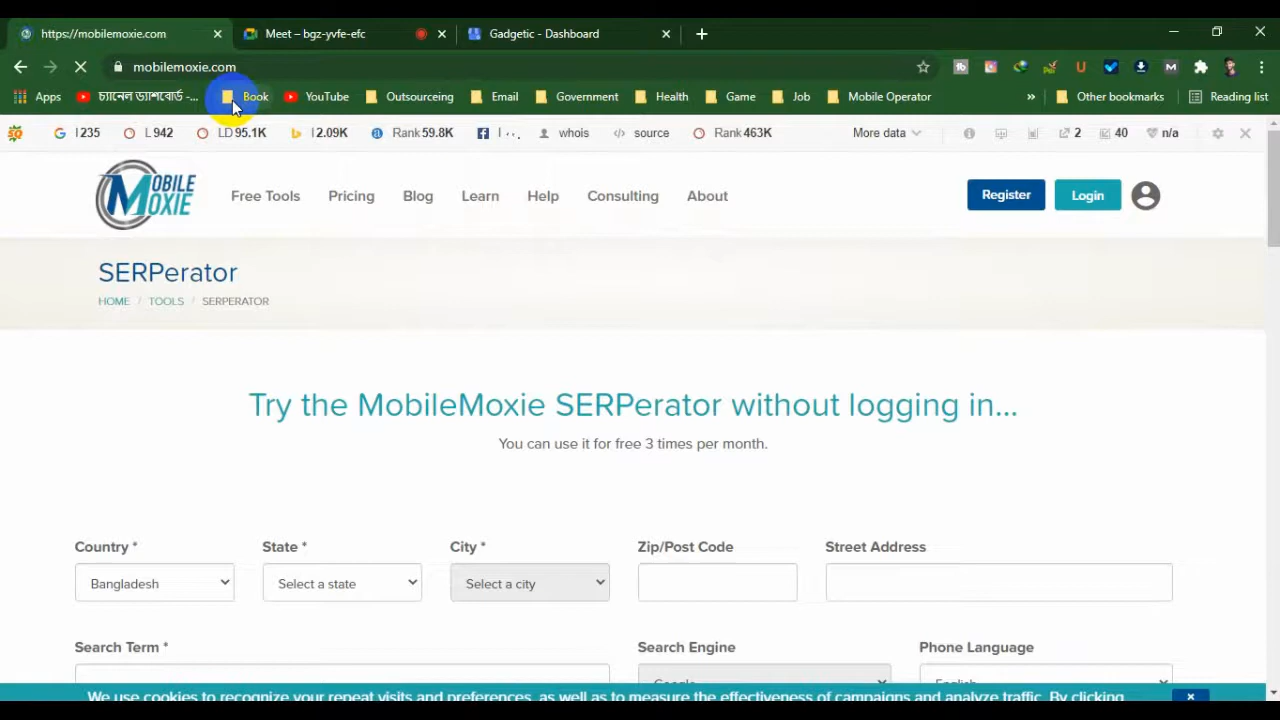 https://mobilemoxie.com
Meet – bgz-yvfe-efc
Gadgetic - Dashboard
mobilemoxie.com
Apps
চ্যানেল ড্যাশবোর্ড -...
Book
YouTube
Outsourceing
Email
Government
Health
Game
Job
Mobile Operator
»
Other bookmarks
Reading list
SQ
I 235
L 942
LD 95.1K
I 2.09K
Rank 59.8K
I
whois
source
Rank 463K
More data
2
40
n/a
MOBILE MOXIE
Free Tools
Pricing
Blog
Learn
Help
Consulting
About
Register
Login
SERPerator
HOME / TOOLS / SERPERATOR
Try the MobileMoxie SERPerator without logging in...
You can use it for free 3 times per month.
Country *
State *
City *
Zip/Post Code
Street Address
Bangladesh
Select a state
Select a city
Search Term *
Search Engine
Phone Language
Google
English
We use cookies to recognize your repeat visits and preferences, as well as to measure the effectiveness of campaigns and analyze traffic. By clicking